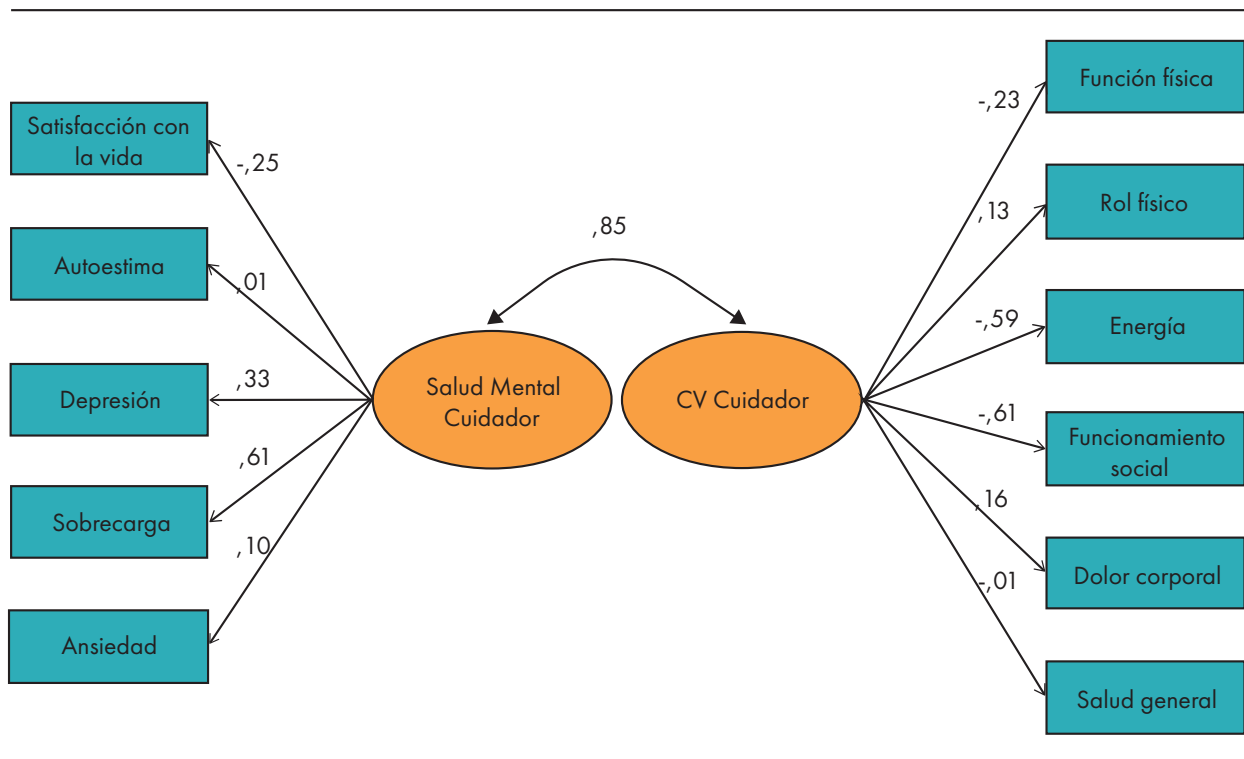 Satisfacción con
la vida
Autoestima
Depresión
Sobrecarga
Ansiedad
-,25
,01
,33
,61
,10
Salud Mental
Cuidador
,85
CV Cuidador
-,23
,13
-,59
-,61
,16
-,01
Función física
Rol físico
Energía
Funcionamiento
social
Dolor corporal
Salud general